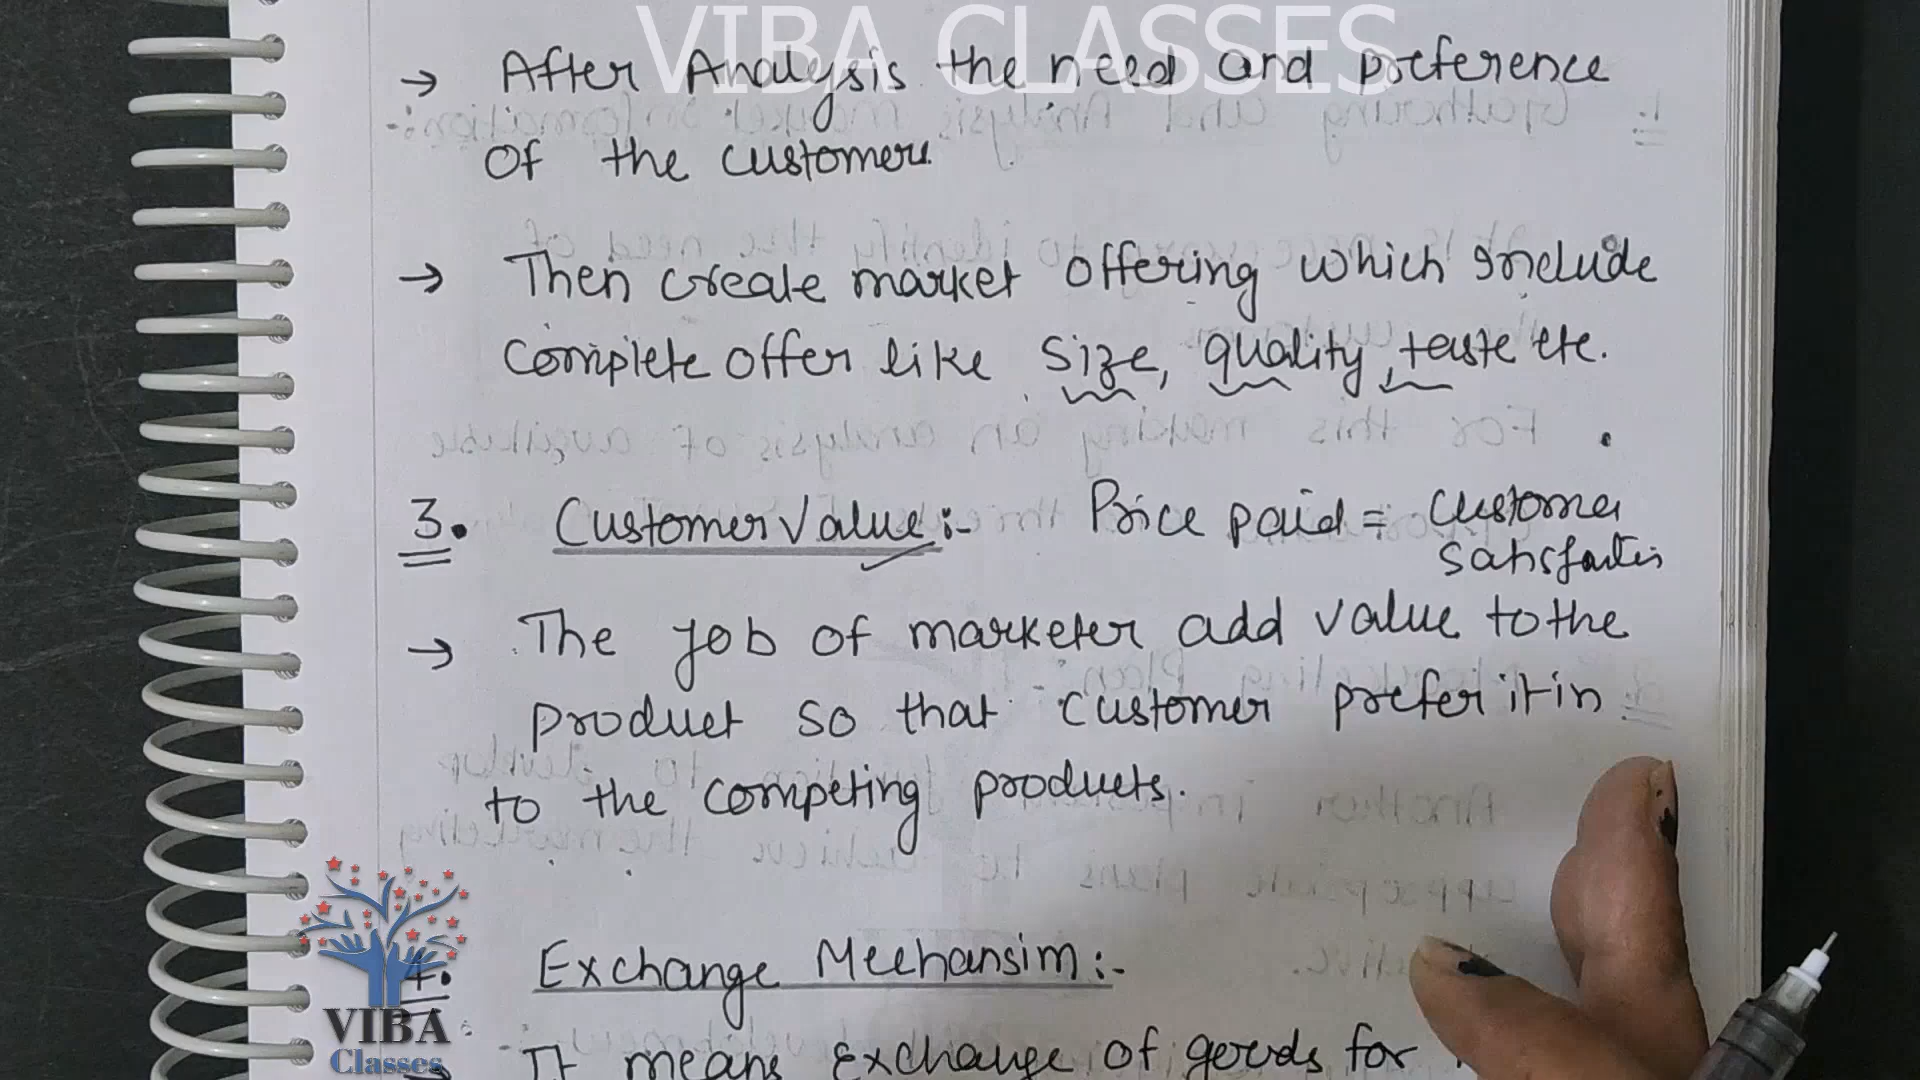 VIBA CLASSES
→ After Analysis the need and preference
of the customers.
→ Then create market offering which Include
complete offer like size, quality, taste etc.
3. Customer Value:- Price paid = customer
satisfaction
→ The job of marketer add value to the
product so that customer prefer it in
to the competing products.
4. Exchange Mechansim:-
→ It means exchange of goods for
VIBA
Classes